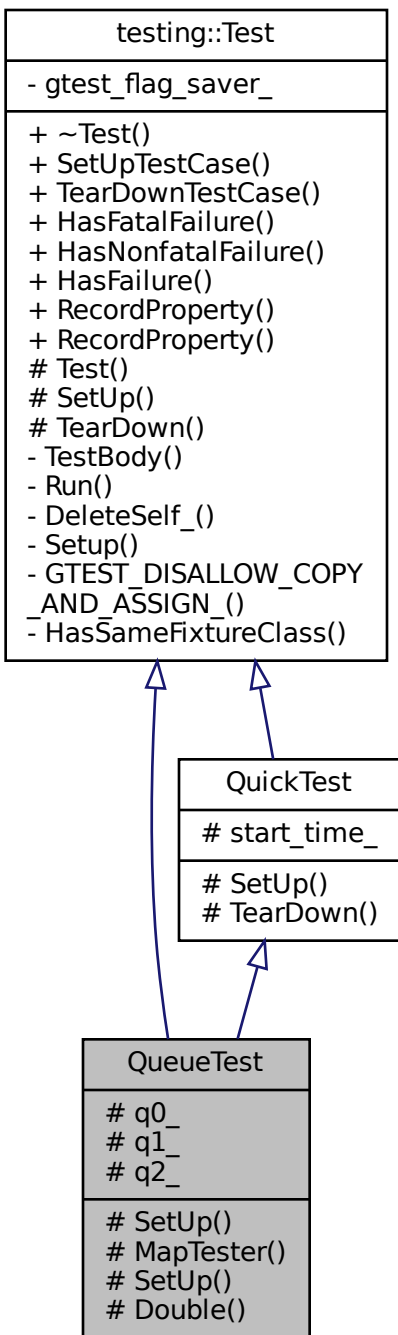 testing::Test
- gtest_flag_saver_
+ ~Test()
+ SetUpTestCase()
+ TearDownTestCase()
+ HasFatalFailure()
+ HasNonfatalFailure()
+ HasFailure()
+ RecordProperty()
+ RecordProperty()
# Test()
# SetUp()
# TearDown()
- TestBody()
- Run()
- DeleteSelf_()
- Setup()
- GTEST_DISALLOW_COPY
_AND_ASSIGN_()
- HasSameFixtureClass()
QuickTest
# start_time_
# SetUp()
# TearDown()
QueueTest
# q0_
# q1_
# q2_
# SetUp()
# MapTester()
# SetUp()
# Double()